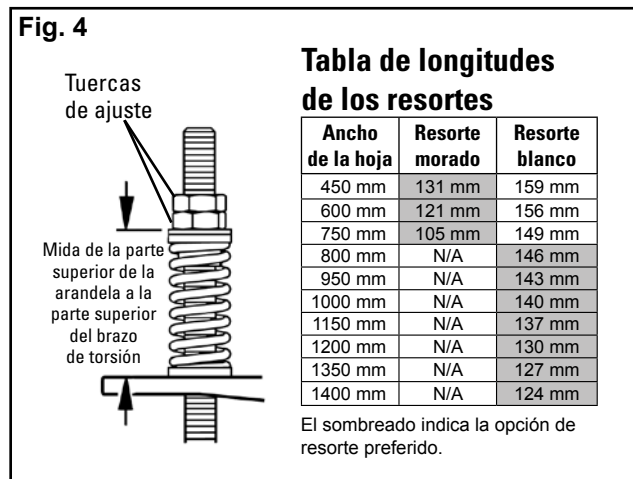 Fig. 4
Tuercas
de ajuste
Mida de la parte
superior de la
arandela a la
parte superior
del brazo
de torsión
Tabla de longitudes
de los resortes
Ancho de la hoja Resorte morado Resorte blanco
450 mm 131 mm 159 mm
600 mm 121 mm 156 mm
750 mm 105 mm 149 mm
800 mm N/A 146 mm
950 mm N/A 143 mm
1000 mm N/A 140 mm
1150 mm N/A 137 mm
1200 mm N/A 130 mm
1350 mm N/A 127 mm
1400 mm N/A 124 mm
El sombreado indica la opción de
resorte preferido.